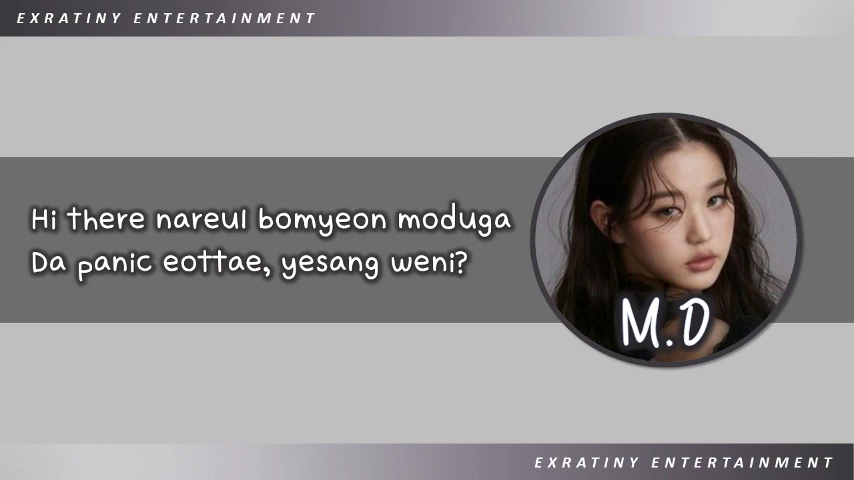 EXRATINY ENTERTAINMENT
Hi there nareul bomyeon moduga
Da panic eottae, yesang weni?
M.D
EXRATINY ENTERTAINMENT